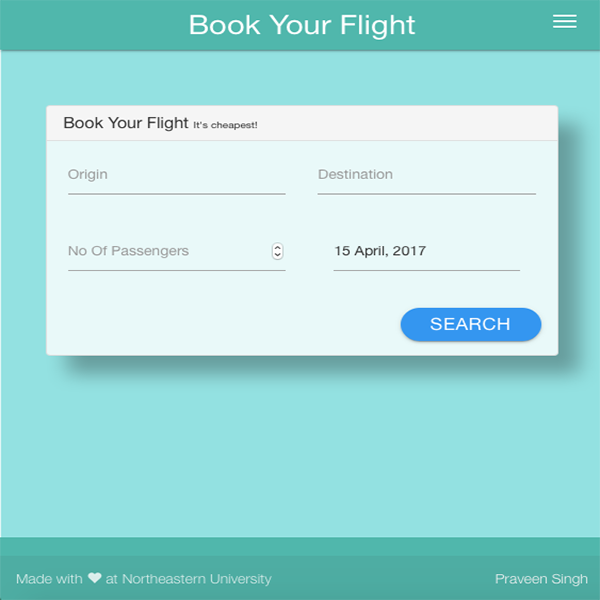 Book Your Flight
Book Your Flight It's cheapest!
Origin Destination
No Of Passengers 15 April, 2017
SEARCH
Made with ❤ at Northeastern University Praveen Singh